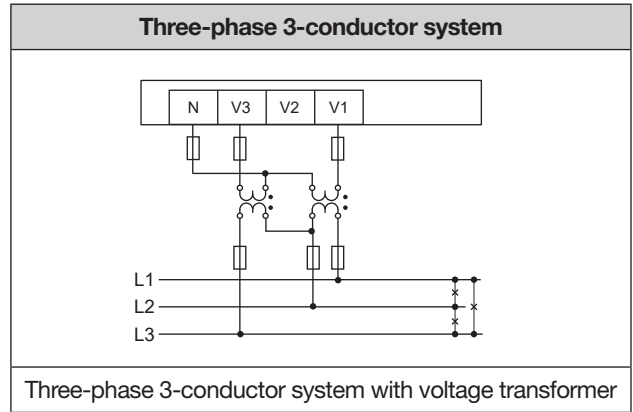 Three-phase 3-conductor system
N V3 V2 V1
L1
L2
L3
Three-phase 3-conductor system with voltage transformer